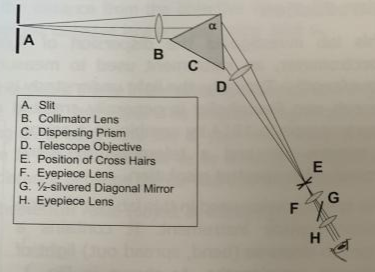 A
B
α
C
D
E
F
G
H
A. Slit
B. Collimator Lens
C. Dispersing Prism
D. Telescope Objective
E. Position of Cross Hairs
F. Eyepiece Lens
G. ½-silvered Diagonal Mirror
H. Eyepiece Lens